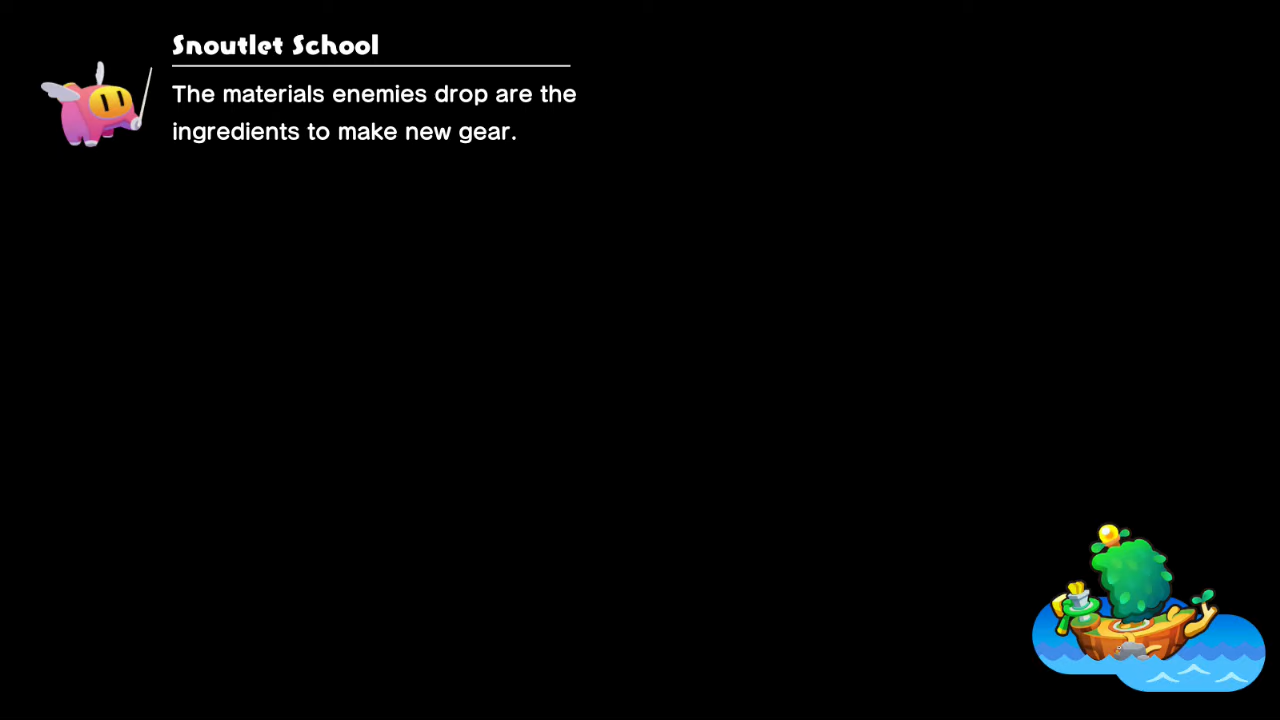 Snoutlet School
The materials enemies drop are the
ingredients to make new gear.